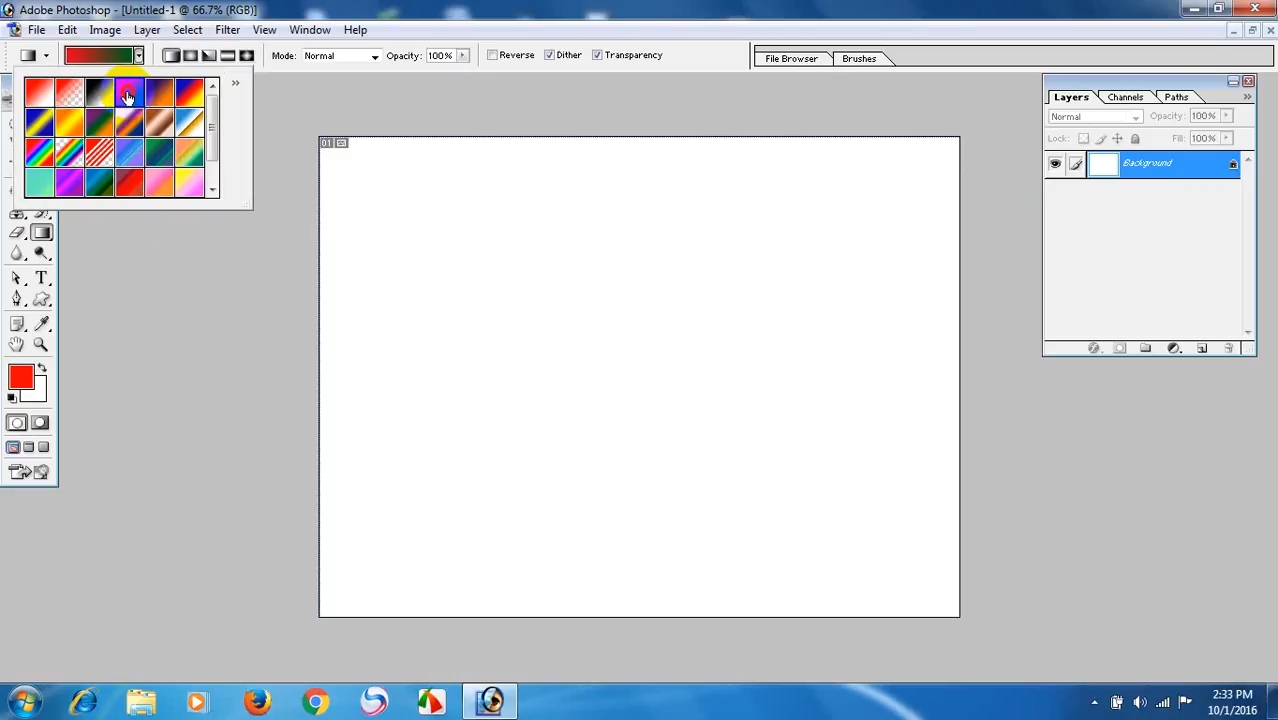 Adobe Photoshop - [Untitled-1 @ 66.7% (RGB)]
File Edit Image Layer Select Filter View Window Help
Mode: Normal Opacity: 100% Reverse Dither Transparency File Browser Brushes
Layers Channels Paths
Normal Opacity: 100%
Lock: Fill: 100%
01
Background
T
2:33 PM
10/1/2016